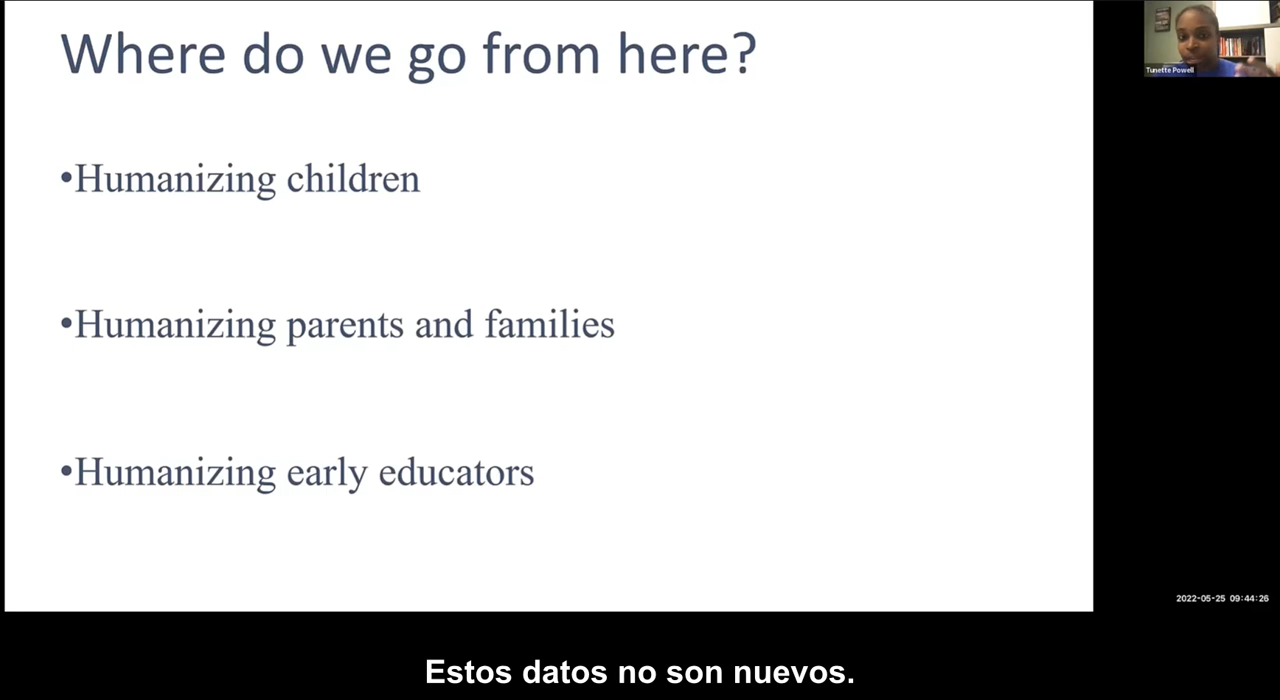 Where do we go from here?
Tunette Powell
•Humanizing children
•Humanizing parents and families
•Humanizing early educators
2022-05-25 09:44:26
Estos datos no son nuevos.